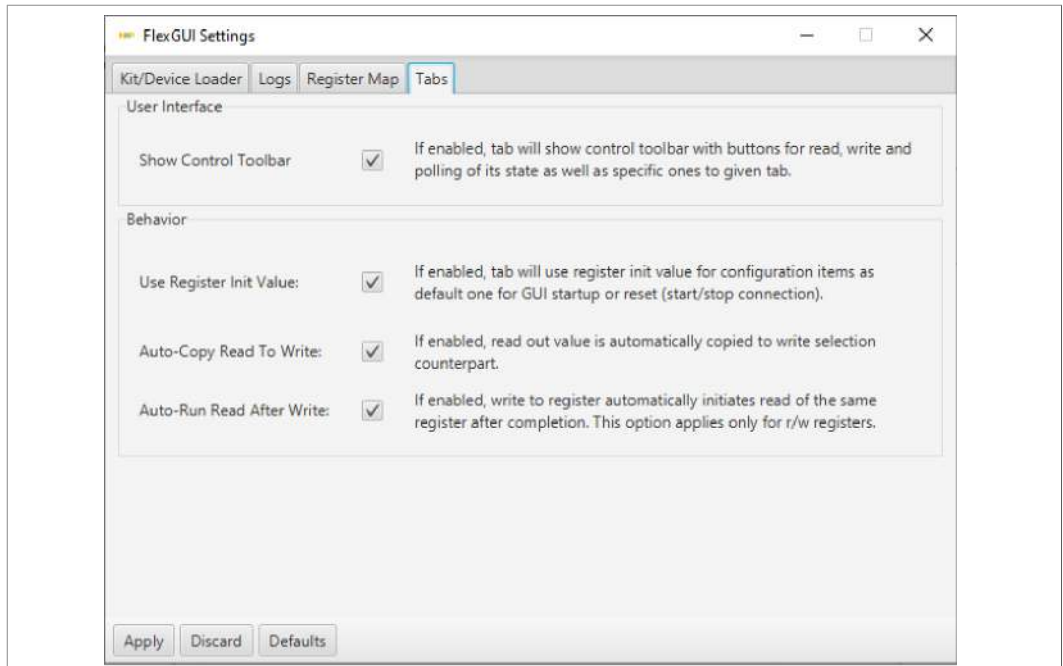 FlexGUI Settings
Kit/Device Loader Logs Register Map Tabs
User Interface
Show Control Toolbar
If enabled, tab will show control toolbar with buttons for read, write and
polling of its state as well as specific ones to given tab.
Behavior
Use Register Init Value:
If enabled, tab will use register init value for configuration items as
default one for GUI startup or reset (start/stop connection).
Auto-Copy Read To Write:
If enabled, read out value is automatically copied to write selection
counterpart.
Auto-Run Read After Write:
If enabled, write to register automatically initiates read of the same
register after completion. This option applies only for r/w registers.
Apply Discard Defaults